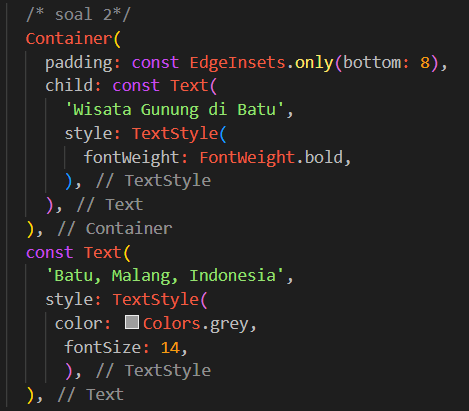 /* soal 2*/
Container(
  padding: const EdgeInsets.only(bottom: 8),
  child: const Text(
    'Wisata Gunung di Batu',
    style: TextStyle(
      fontWeight: FontWeight.bold,
    ), // TextStyle
  ), // Text
), // Container
const Text(
  'Batu, Malang, Indonesia',
  style: TextStyle(
   color: Colors.grey,
    fontSize: 14,
    ), // TextStyle
), // Text